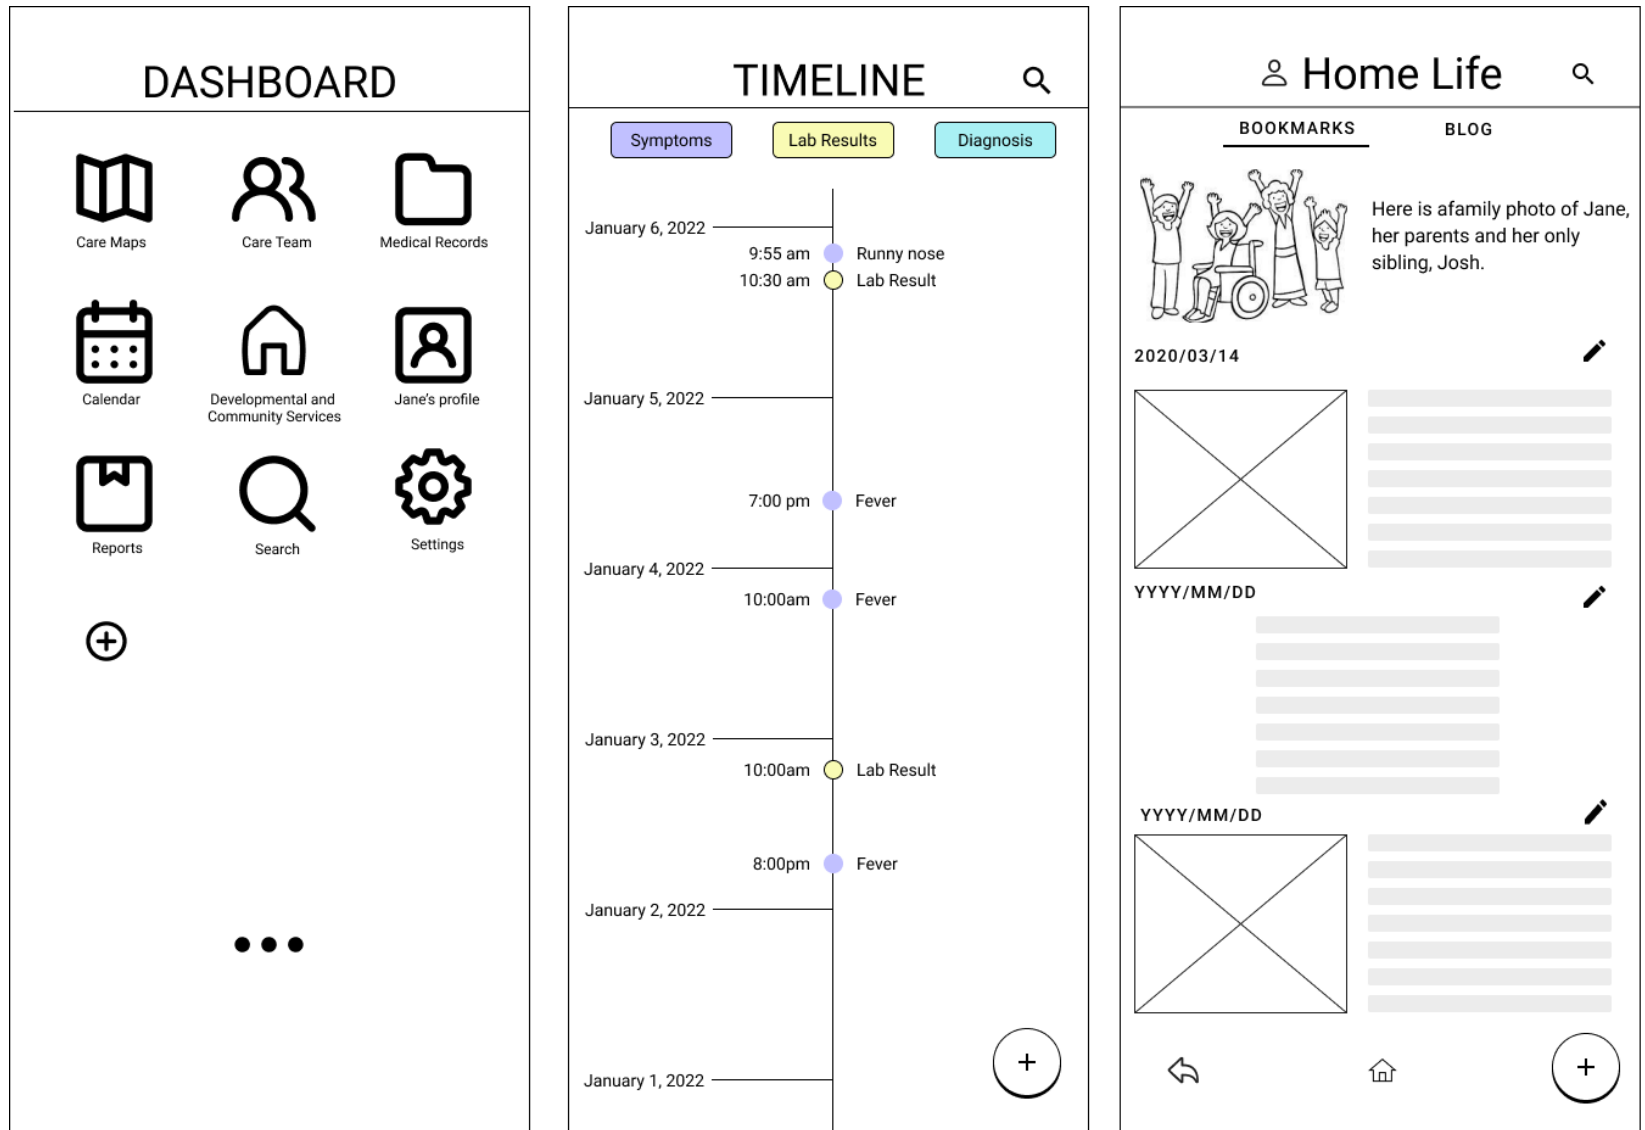 DASHBOARD
Care Maps
Care Team
Medical Records
Calendar
Developmental and
Community Services
Jane's profile
Reports
Search
Settings
TIMELINE
Symptoms
Lab Results
Diagnosis
January 6, 2022
9:55 am Runny nose
10:30 am Lab Result
January 5, 2022
7:00 pm Fever
January 4, 2022
10:00am Fever
January 3, 2022
10:00am Lab Result
8:00pm Fever
January 2, 2022
January 1, 2022
Home Life
BOOKMARKS
BLOG
Here is afamily photo of Jane,
her parents and her only
sibling, Josh.
2020/03/14
YYYY/MM/DD
YYYY/MM/DD